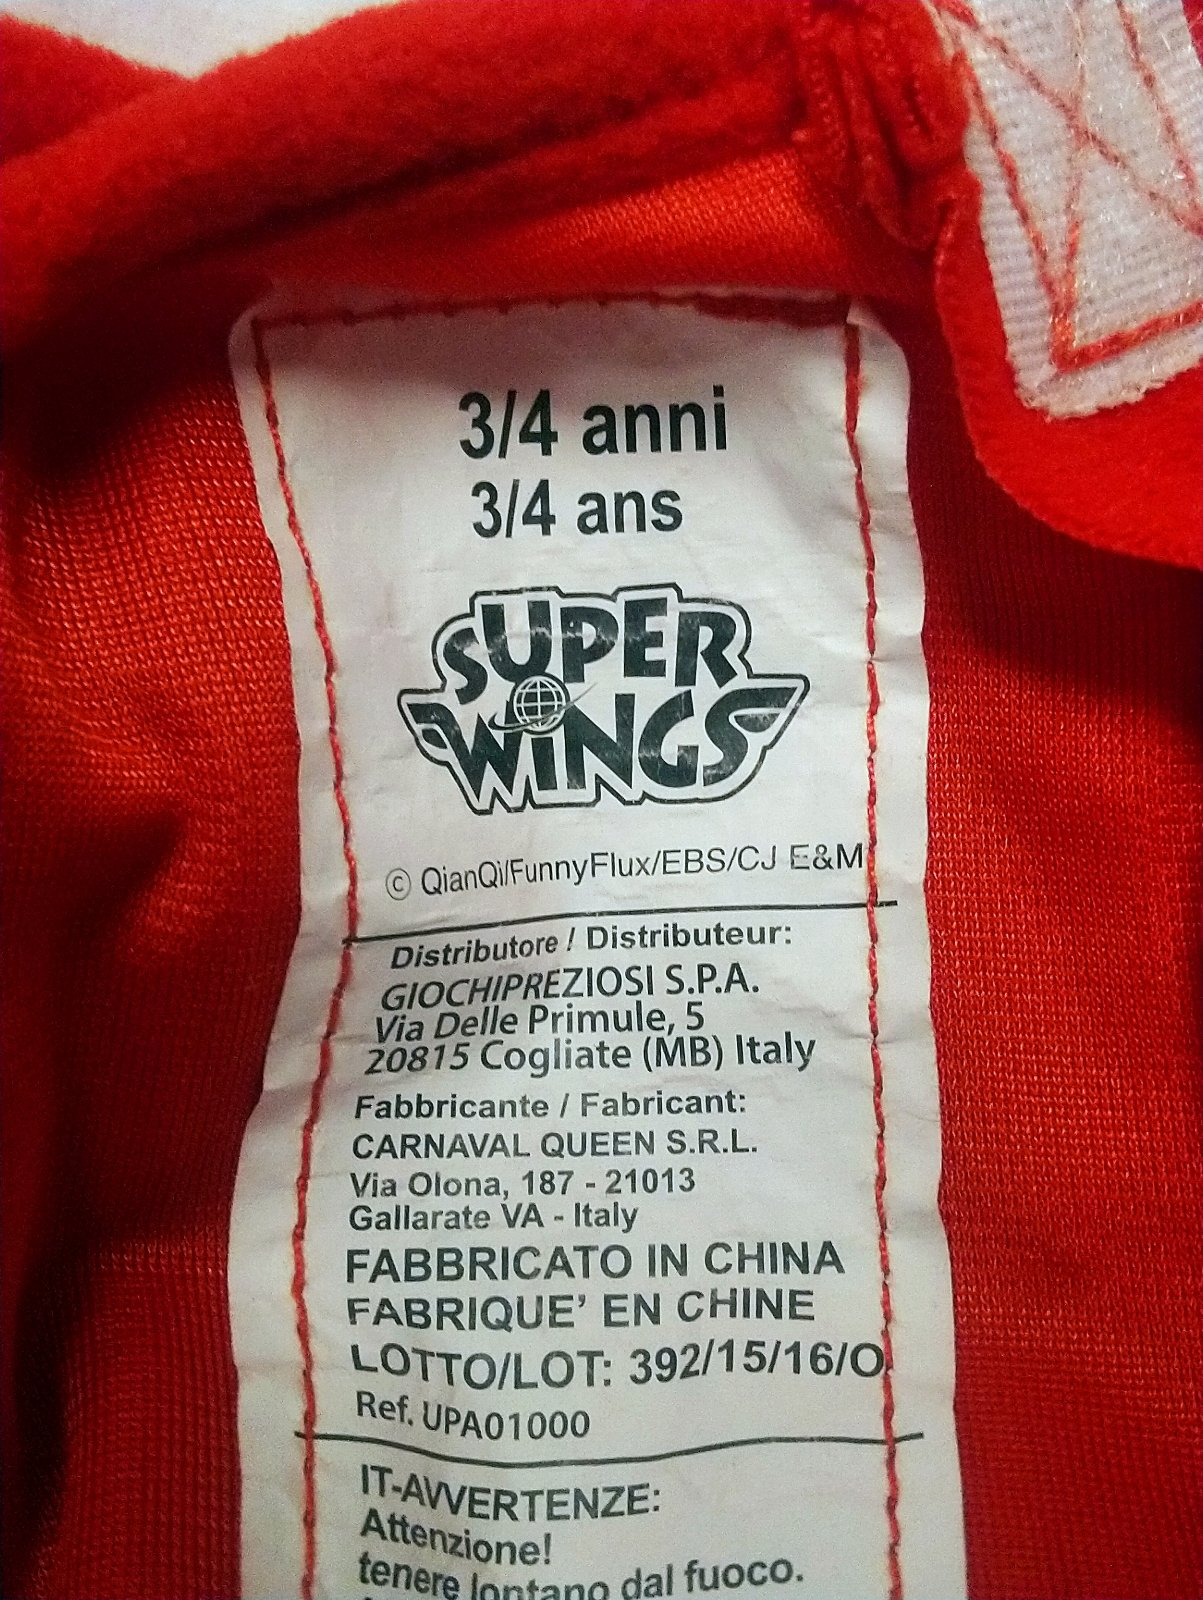 3/4 anni
3/4 ans
SUPER
WiNGS
© QianQi/FunnyFlux/EBS/CJ E&M
Distributore / Distributeur:
GIOCHIPREZIOSI S.P.A.
Via Delle Primule, 5
20815 Cogliate (MB) Italy
Fabbricante / Fabricant:
CARNAVAL QUEEN S.R.L.
Via Olona, 187 - 21013
Gallarate VA - Italy
FABBRICATO IN CHINA
FABRIQUE' EN CHINE
LOTTO/LOT: 392/15/16/O
Ref. UPA01000
IT-AVVERTENZE:
Attenzione!
tenere lontano dal fuoco.